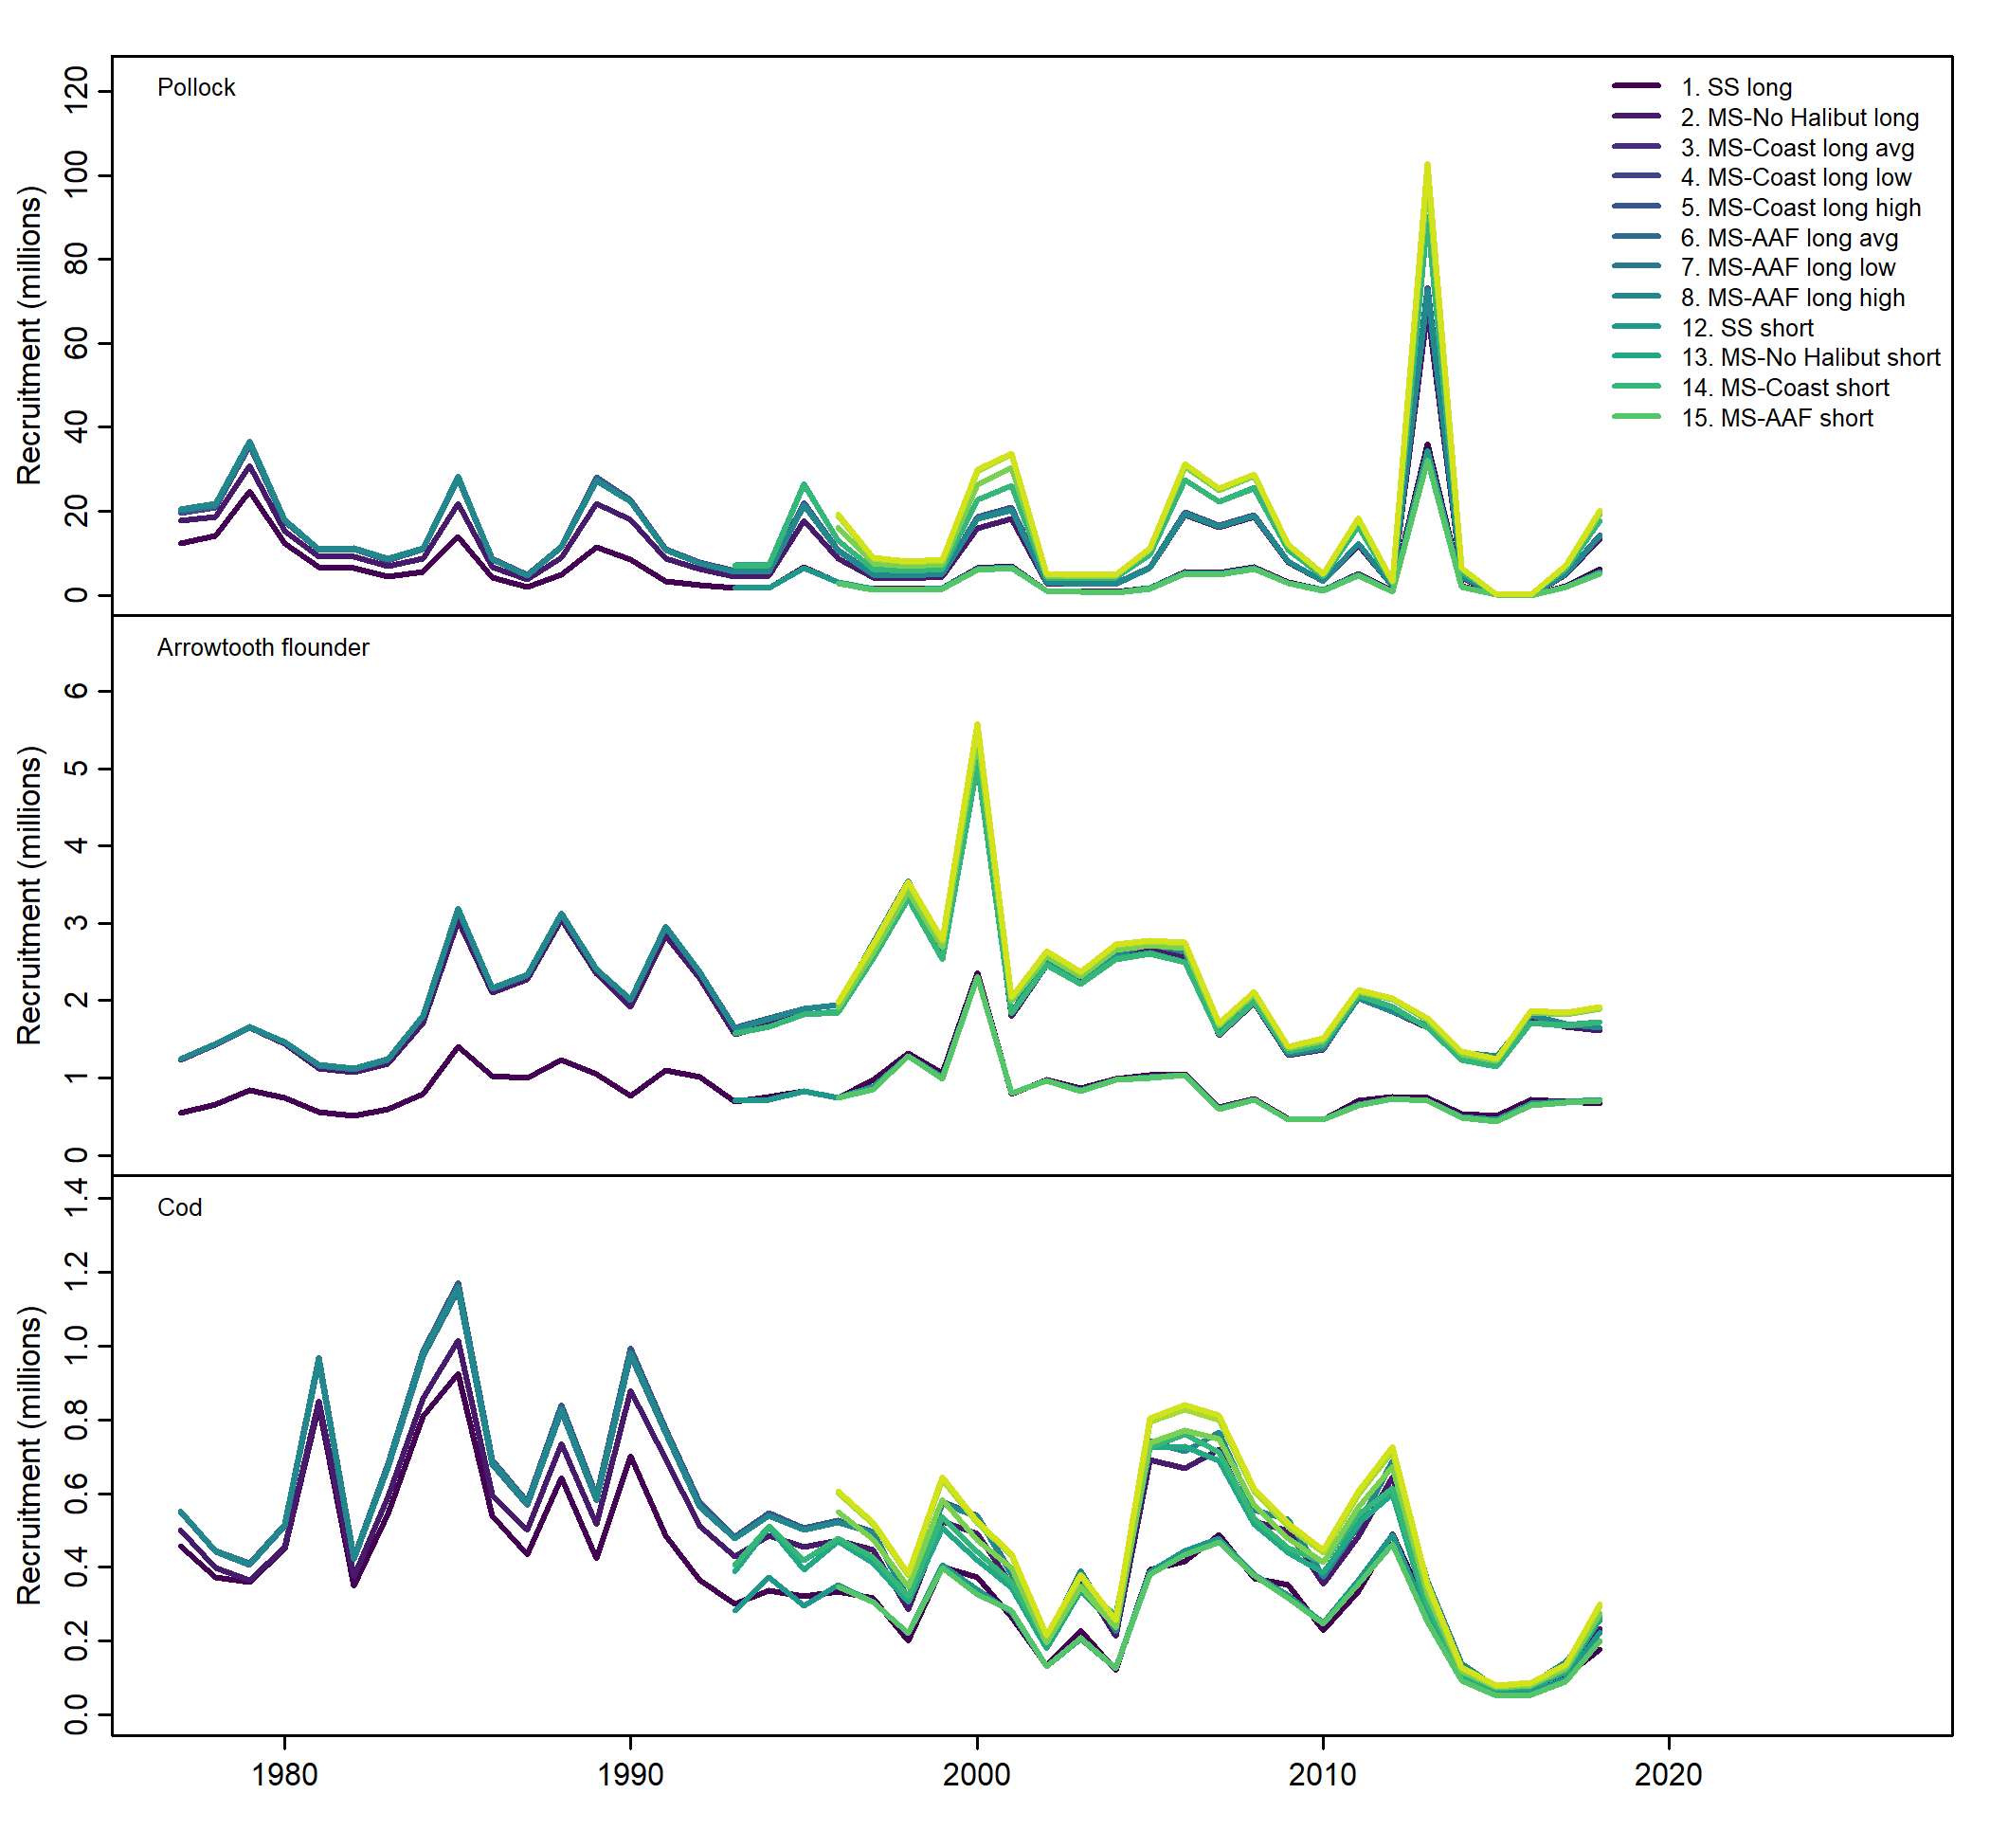 Pollock
Recruitment (millions)
120
100
80
60
40
20
0
1. SS long
2. MS-No Halibut long
3. MS-Coast long avg
4. MS-Coast long low
5. MS-Coast long high
6. MS-AAF long avg
7. MS-AAF long low
8. MS-AAF long high
12. SS short
13. MS-No Halibut short
14. MS-Coast short
15. MS-AAF short
Arrowtooth flounder
Recruitment (millions)
6
5
4
3
2
1
0
Cod
Recruitment (millions)
1.4
1.2
1.0
0.8
0.6
0.4
0.2
0.0
1980 1990 2000 2010 2020